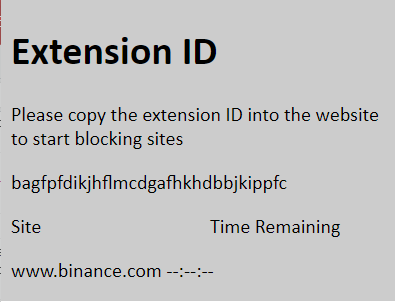 Extension ID
Please copy the extension ID into the website
to start blocking sites
bagfpfdikjhflmcdgafhkhdbbjkippfc
Site Time Remaining
www.binance.com --:--:--